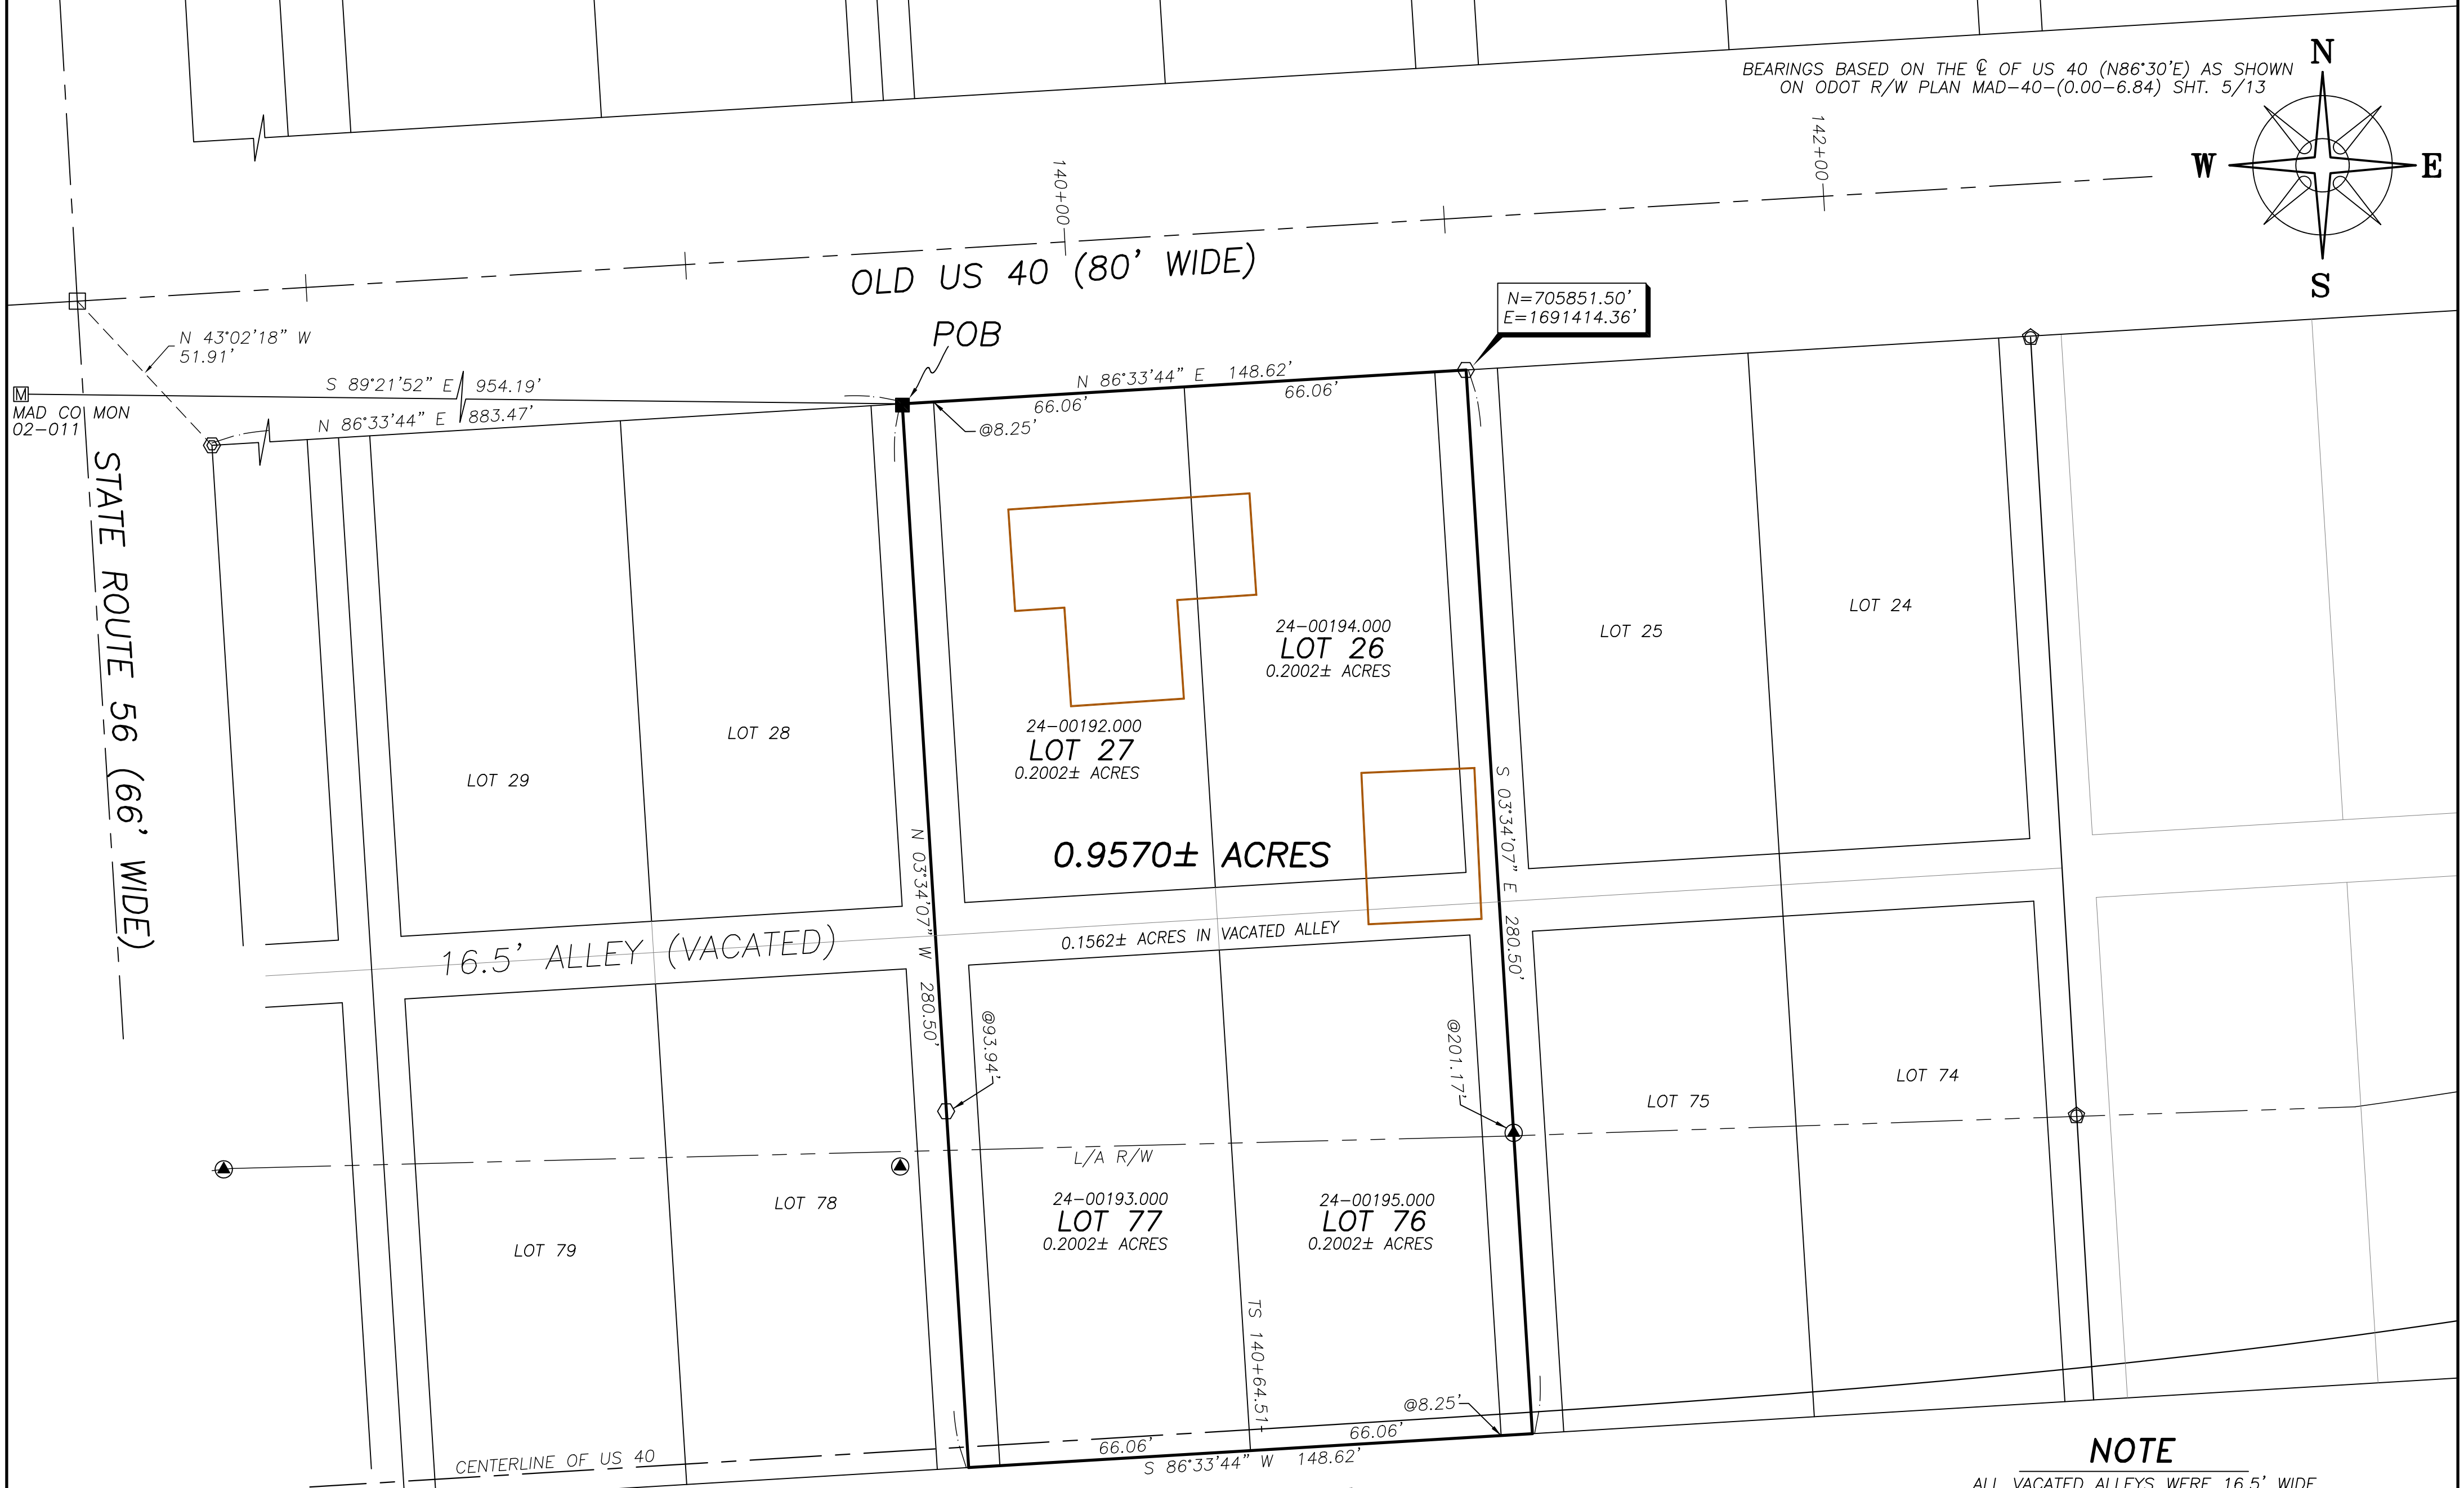 BEARINGS BASED ON THE ℄ OF US 40 (N86°30'E) AS SHOWN
ON ODOT R/W PLAN MAD-40-(0.00-6.84) SHT. 5/13
N
W
E
S
140+00
142+00
OLD US 40 (80' WIDE)
N=705851.50'
E=1691414.36'
N 43°02'18" W
51.91'
POB
S 89°21'52" E 954.19'
N 86°33'44" E 883.47'
M
MAD CO MON
02-011
N 86°33'44" E 148.62'
66.06'
66.06'
@8.25'
STATE ROUTE 56 (66' WIDE)
LOT 29
LOT 28
24-00192.000
LOT 27
0.2002± ACRES
24-00194.000
LOT 26
0.2002± ACRES
LOT 25
LOT 24
0.9570± ACRES
N 03°34'07" W 280.50'
S 03°34'07" E 280.50'
16.5' ALLEY (VACATED)
0.1562± ACRES IN VACATED ALLEY
@93.94'
@201.17'
L/A R/W
LOT 79
LOT 78
24-00193.000
LOT 77
0.2002± ACRES
24-00195.000
LOT 76
0.2002± ACRES
LOT 75
LOT 74
TS 140+64.51
@8.25'
CENTERLINE OF US 40
66.06'
66.06'
S 86°33'44" W 148.62'
NOTE
ALL VACATED ALLEYS WERE 16.5' WIDE